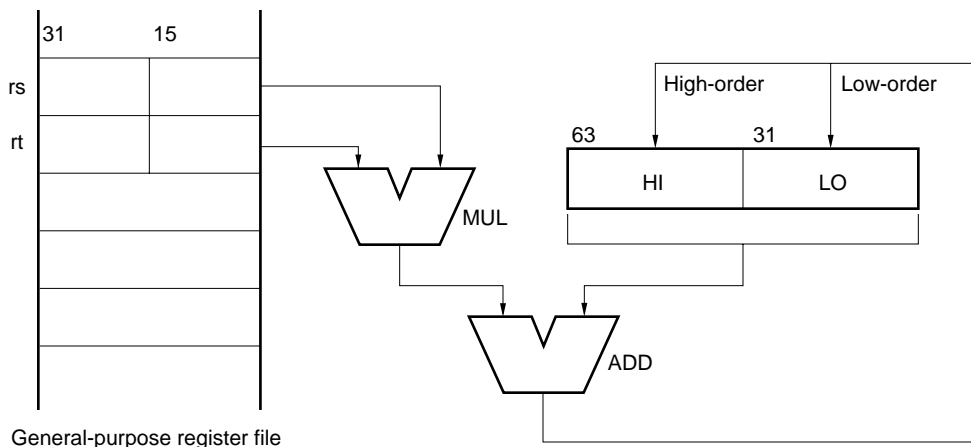 31 15
rs
rt
General-purpose register file
MUL
ADD
High-order Low-order
63 31
HI LO